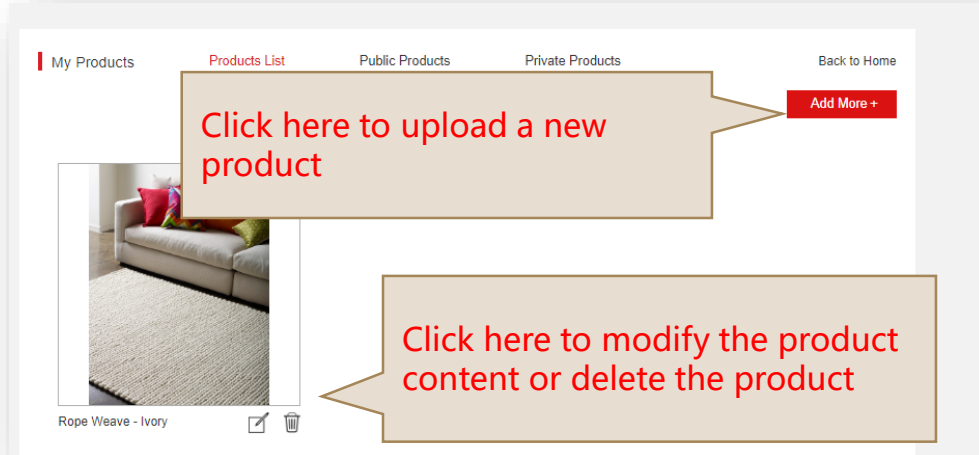 My Products
Products List
Public Products
Private Products
Back to Home
Add More +
Click here to upload a new
product
Click here to modify the product
content or delete the product
Rope Weave - Ivory